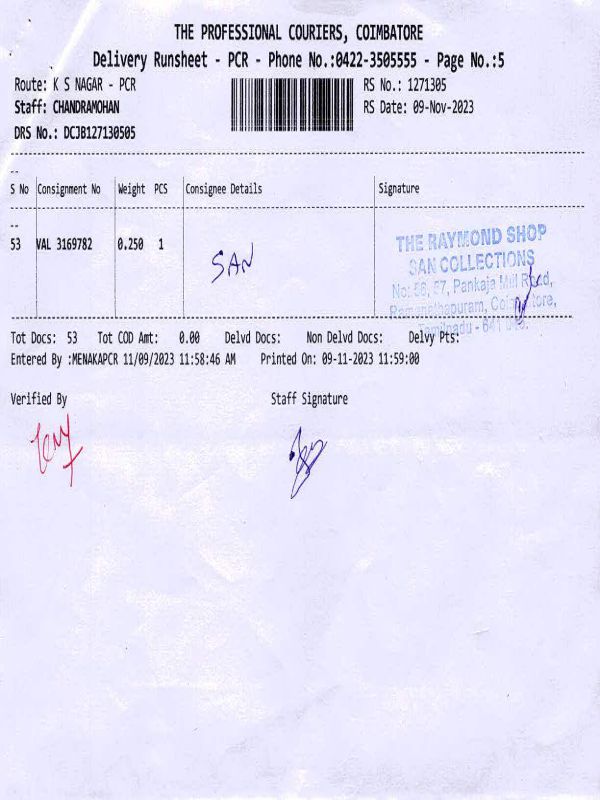 THE PROFESSIONAL COURIERS, COIMBATORE
Delivery Runsheet - PCR - Phone No.:0422-3505555 - Page No.:5
Route: K S NAGAR - PCR RS No.: 1271305
Staff: CHANDRAMOHAN RS Date: 09-Nov-2023
DRS No.: DCJB127130505
--
S No Consignment No Weight PCS Consignee Details Signature
--
53 VAL 3169782 0.250 1 SAN
THE RAYMOND SHOP
SAN COLLECTIONS
No: 56, 57, Pankaja Mill Road,
Ramanathapuram,
Tamilnadu - 641
Tot Docs: 53 Tot COD Amt: 0.00 Delvd Docs: Non Delvd Docs: Delvy Pts:
Entered By :MENAKAPCR 11/09/2023 11:58:46 AM Printed On: 09-11-2023 11:59:00
Verified By Staff Signature